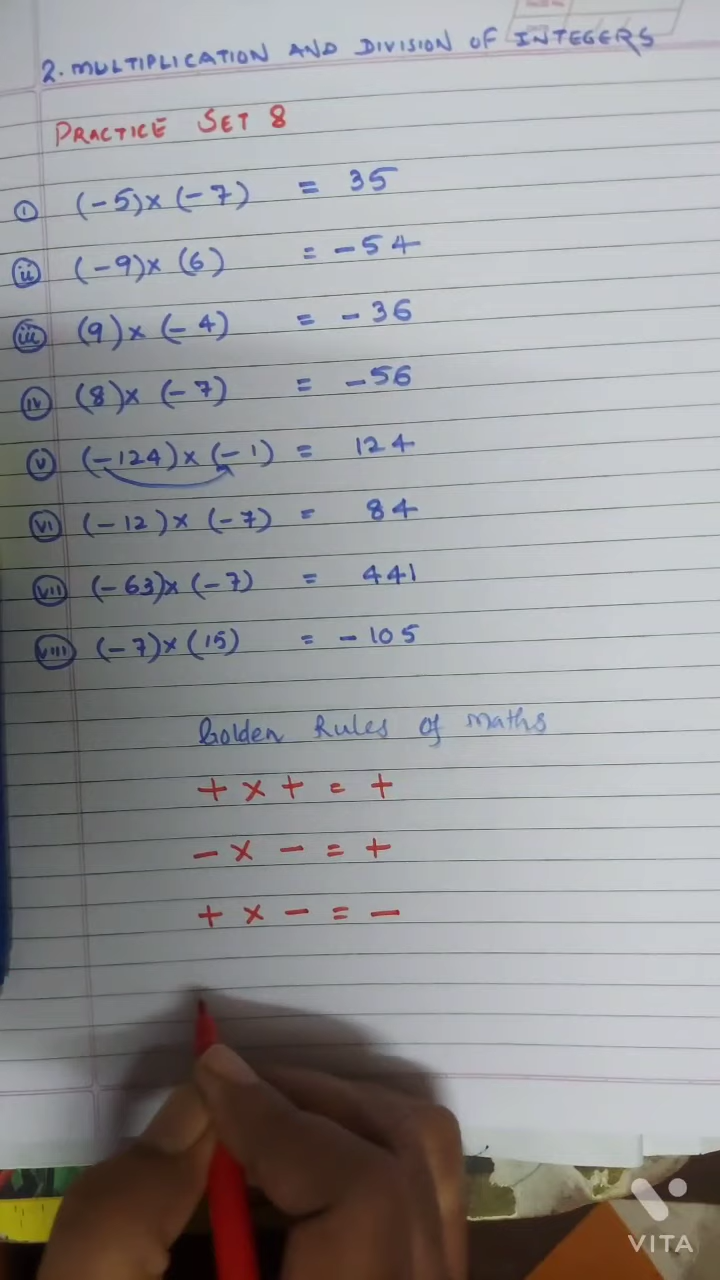 2. MULTIPLICATION AND DIVISION OF INTEGERS
PRACTICE SET 8
i (-5)×(-7) = 35
ii (-9)×(6) = -54
iii (9)×(-4) = -36
iv (8)×(-7) = -56
v (-124)×(-1) = 124
vi (-12)×(-7) = 84
vii (-63)×(-7) = 441
viii (-7)×(15) = -105
Golden Rules of maths
+ × + = +
- × - = +
+ × - = -
VITA